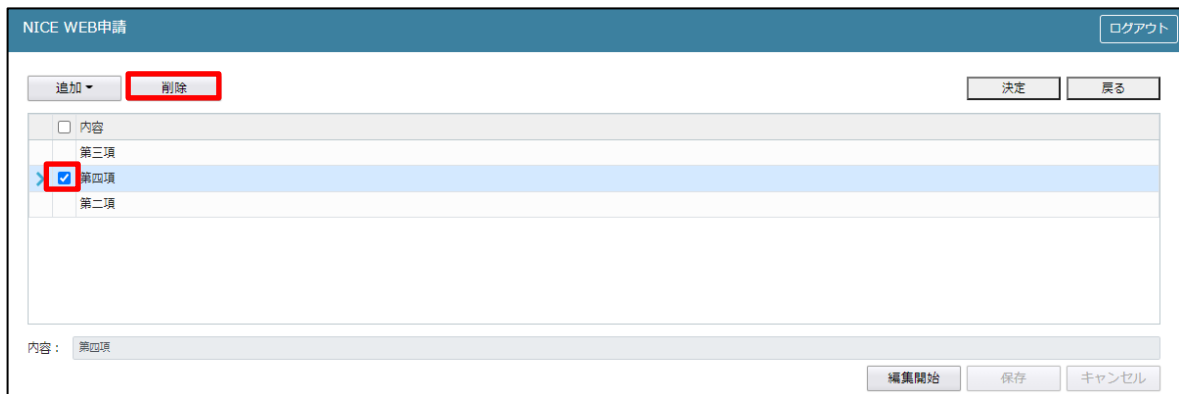 NICE WEB申請 ログアウト
追加 削除 決定 戻る
内容
第三項
第四項
第二項
内容： 第四項
編集開始 保存 キャンセル